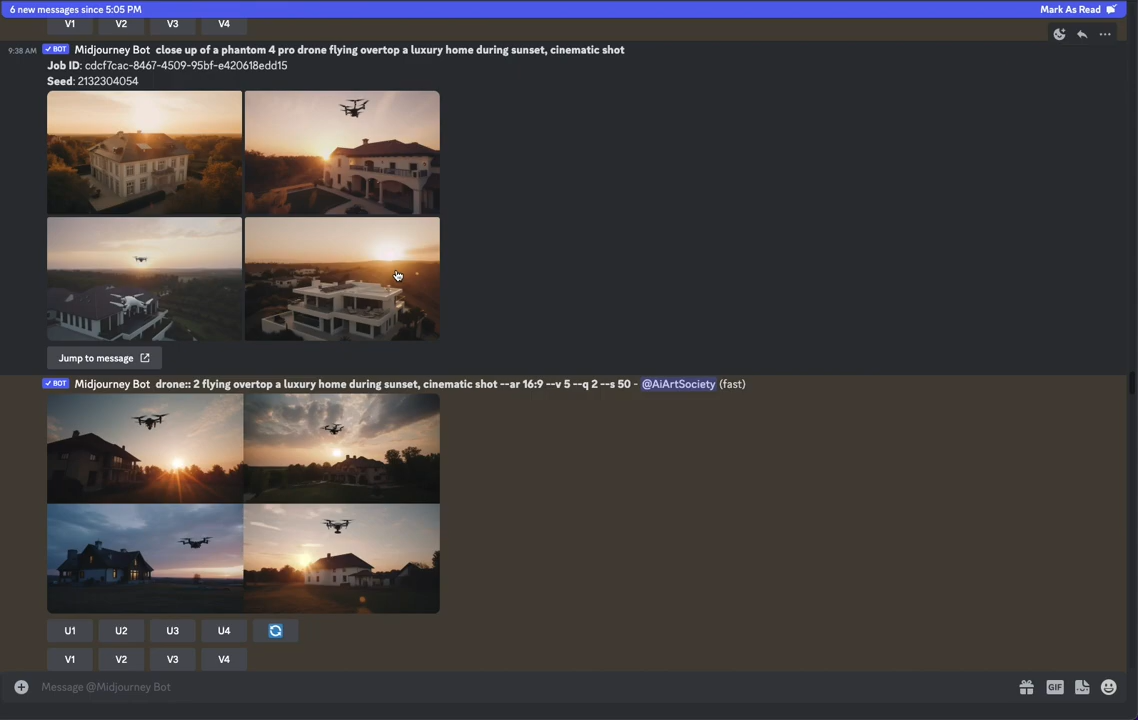 6 new messages since 5:05 PM Mark As Read
V1 V2 V3 V4
9:38 AM BOT Midjourney Bot close up of a phantom 4 pro drone flying overtop a luxury home during sunset, cinematic shot
Job ID: cdcf7cac-8467-4509-95bf-e420618edd15
Seed: 2132304054
Jump to message
BOT Midjourney Bot drone:: 2 flying overtop a luxury home during sunset, cinematic shot --ar 16:9 --v 5 --q 2 --s 50 - @AiArtSociety (fast)
U1 U2 U3 U4
V1 V2 V3 V4
Message @Midjourney Bot GIF